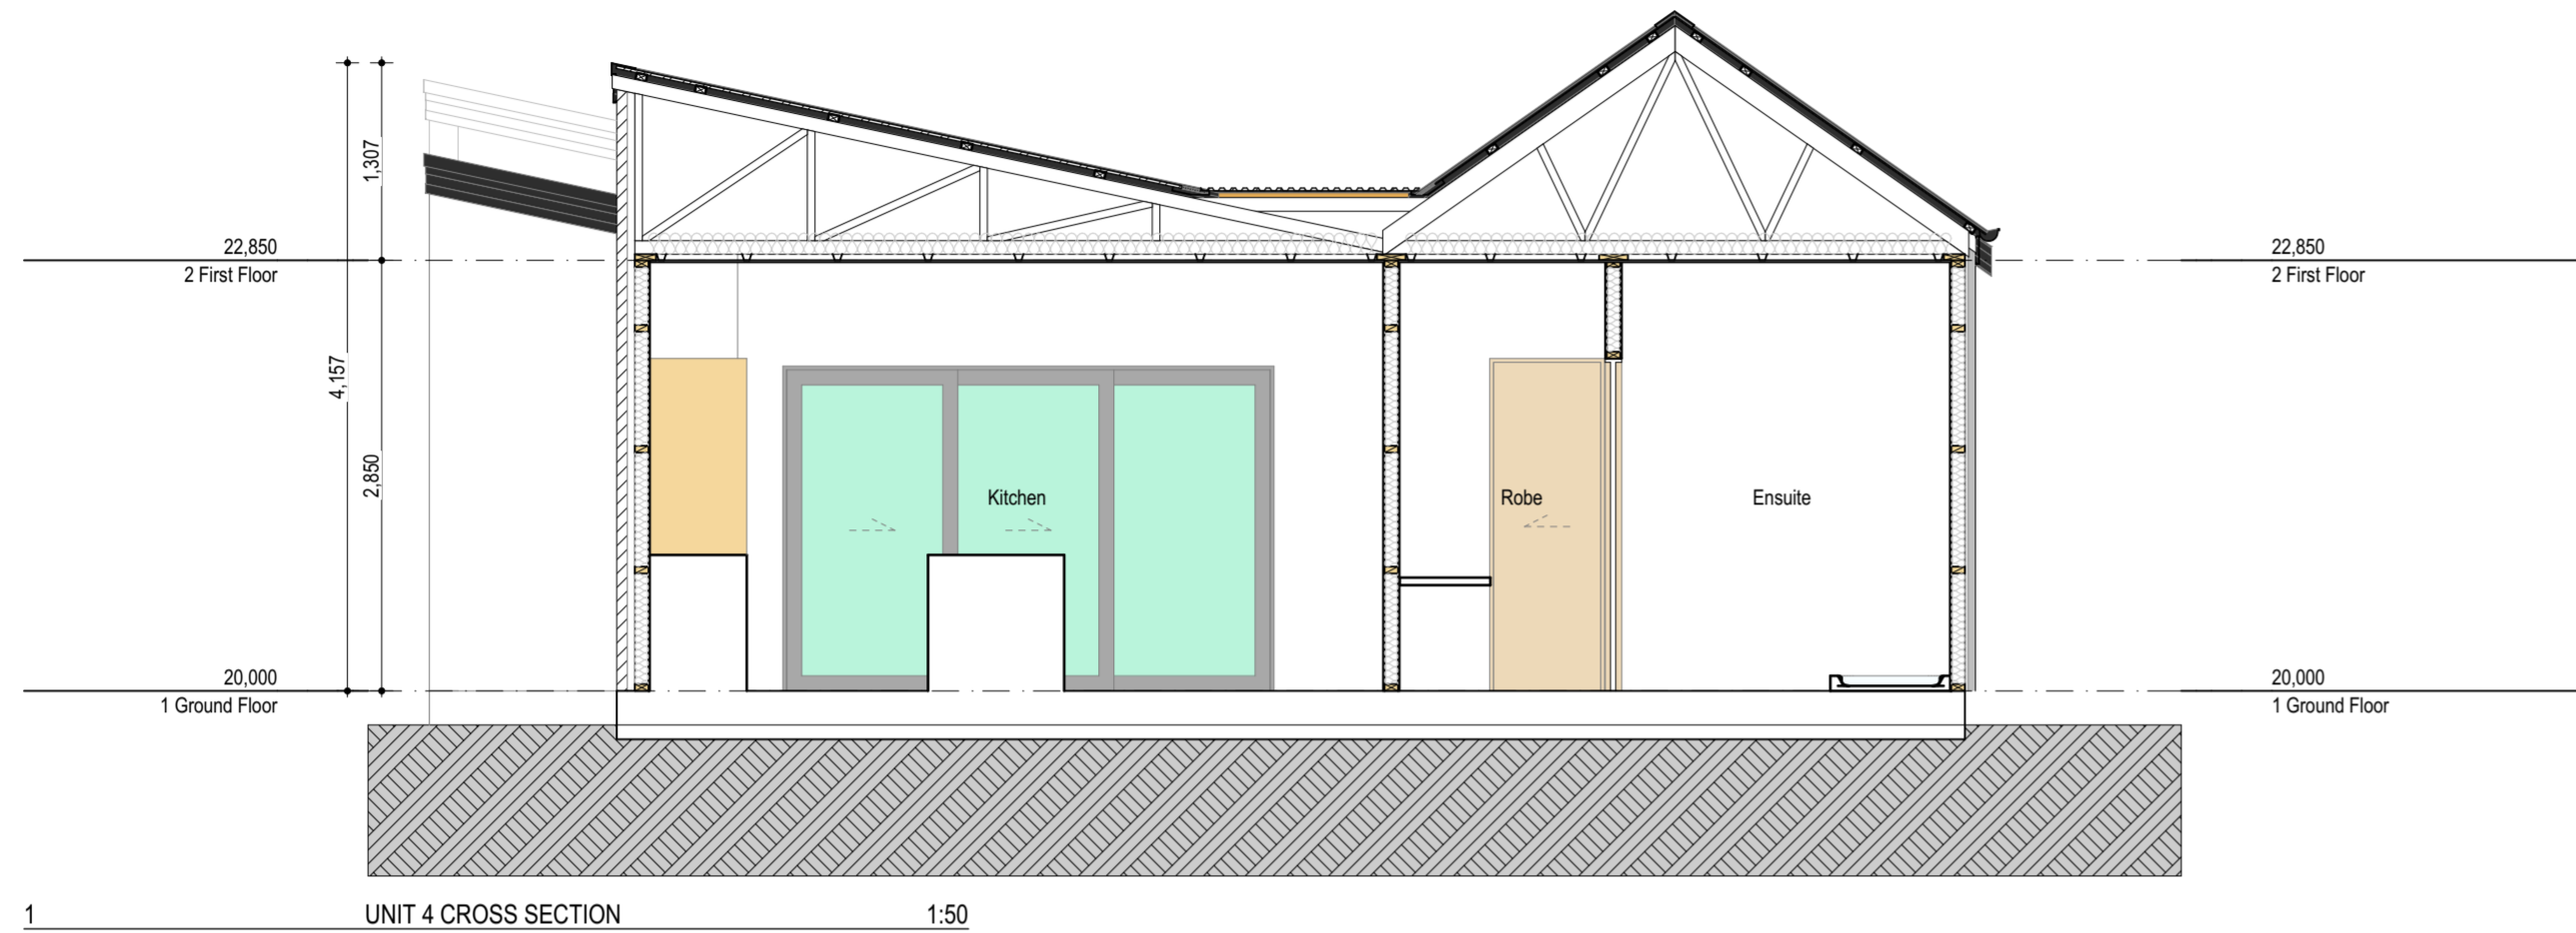 1,307
22,850
2 First Floor
22,850
2 First Floor
4,157
2,850
Kitchen
Robe
Ensuite
20,000
1 Ground Floor
20,000
1 Ground Floor
1 UNIT 4 CROSS SECTION 1:50